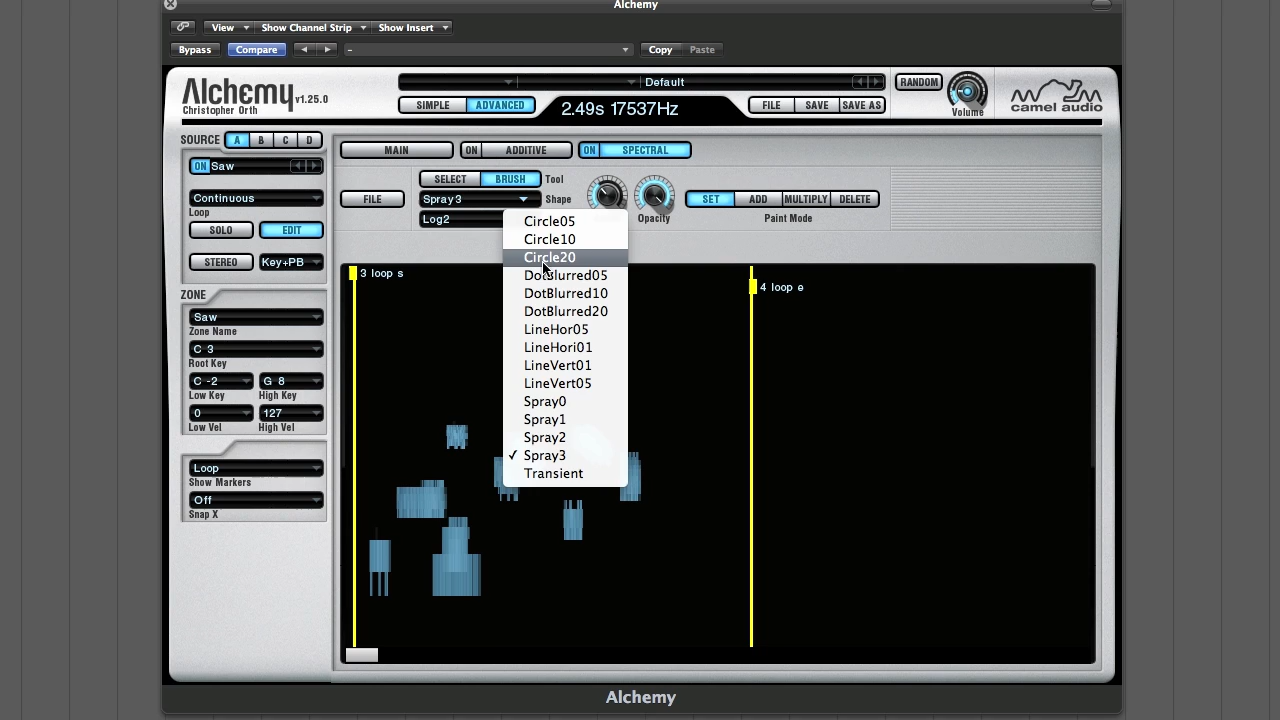 Alchemy
View Show Channel Strip Show Insert
Bypass Compare - Copy Paste
Alchemy v1.25.0
Christopher Orth
Default
RANDOM
Volume
camel audio
SIMPLE ADVANCED
2.49s 17537Hz
FILE SAVE SAVE AS
SOURCE A B C D
ON Saw
Continuous
Loop
SOLO EDIT
STEREO Key+PB
ZONE
Saw
Zone Name
C 3
Root Key
C -2 G 8
Low Key High Key
0 127
Low Vel High Vel
Loop
Show Markers
Off
Snap X
MAIN ON ADDITIVE ON SPECTRAL
FILE
SELECT BRUSH Tool
Spray3 Shape
Log2
Opacity
SET ADD MULTIPLY DELETE
Paint Mode
Circle05
Circle10
Circle20
DotBlurred05
DotBlurred10
DotBlurred20
LineHor05
LineHori01
LineVert01
LineVert05
Spray0
Spray1
Spray2
✓ Spray3
Transient
3 loop s
4 loop e
Alchemy